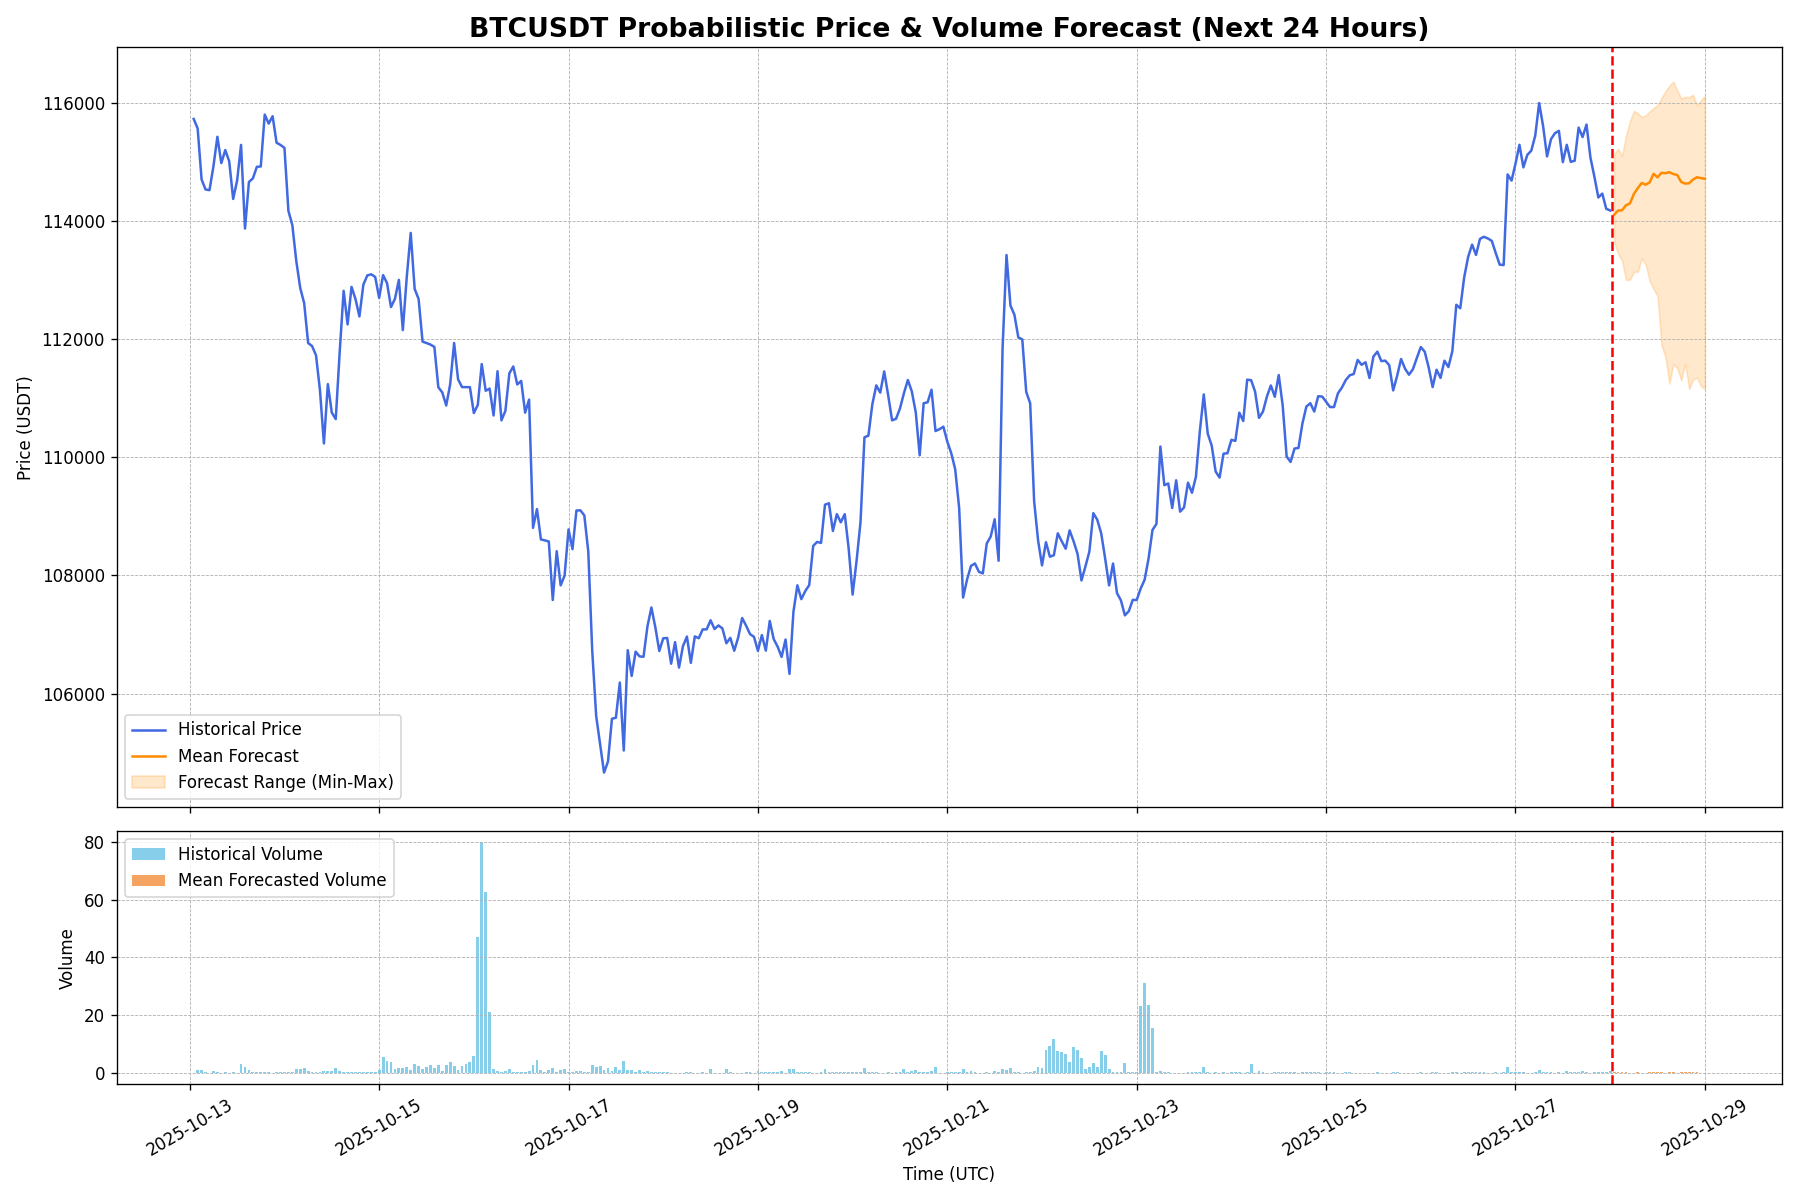 BTCUSDT Probabilistic Price & Volume Forecast (Next 24 Hours)
116000
114000
112000
110000
108000
106000
Price (USDT)
Historical Price
Mean Forecast
Forecast Range (Min-Max)
80
60
40
20
0
Volume
Historical Volume
Mean Forecasted Volume
2025-10-13
2025-10-15
2025-10-17
2025-10-19
2025-10-21
2025-10-23
2025-10-25
2025-10-27
2025-10-29
Time (UTC)